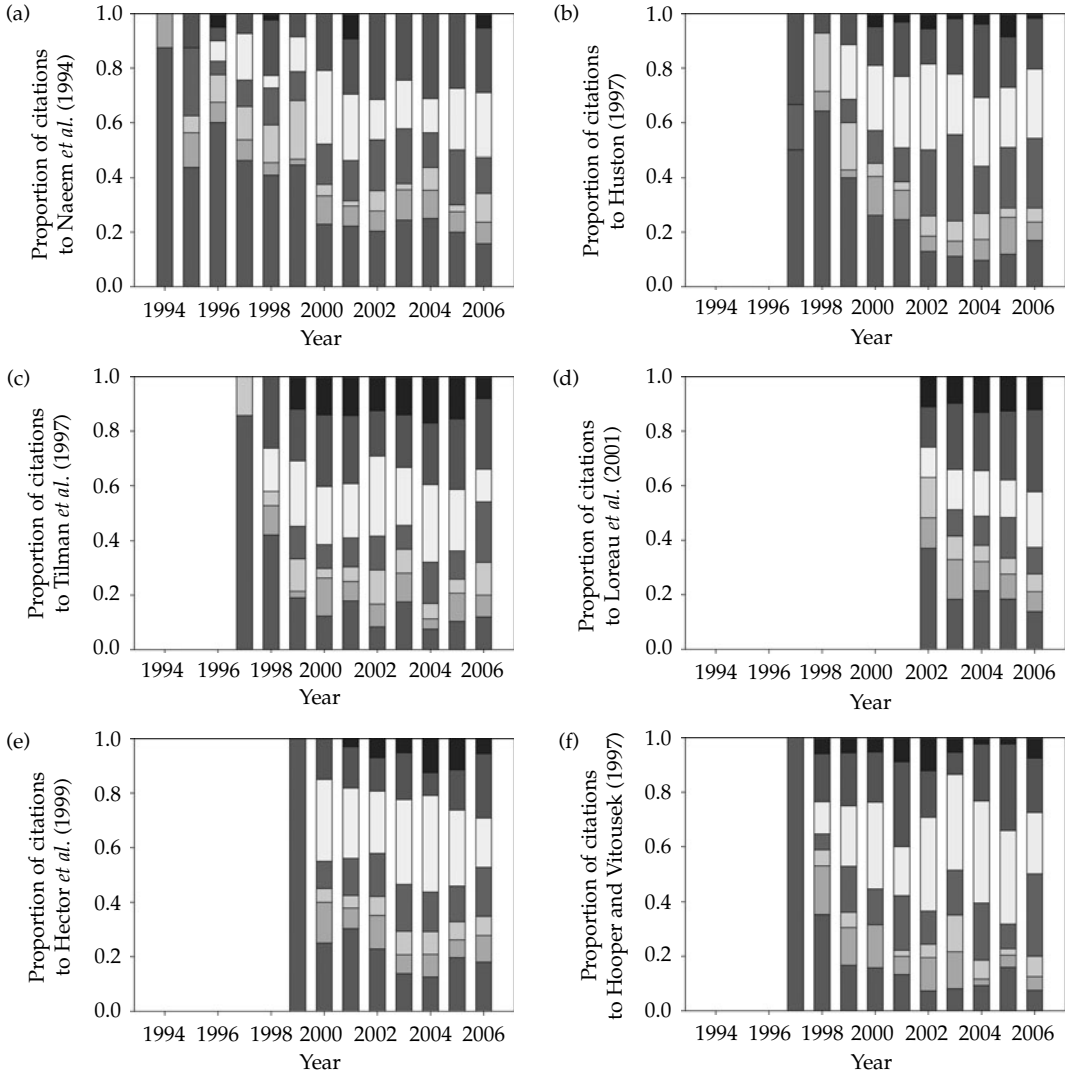 (a)
Proportion of citations
to Naeem et al. (1994)
1.0
0.8
0.6
0.4
0.2
0.0
1994 1996 1998 2000 2002 2004 2006
Year
(b)
Proportion of citations
to Huston (1997)
1.0
0.8
0.6
0.4
0.2
0.0
1994 1996 1998 2000 2002 2004 2006
Year
(c)
Proportion of citations
to Tilman et al. (1997)
1.0
0.8
0.6
0.4
0.2
0.0
1994 1996 1998 2000 2002 2004 2006
Year
(d)
Proportion of citations
to Loreau et al. (2001)
1.0
0.8
0.6
0.4
0.2
0.0
1994 1996 1998 2000 2002 2004 2006
Year
(e)
Proportion of citations
to Hector et al. (1999)
1.0
0.8
0.6
0.4
0.2
0.0
1994 1996 1998 2000 2002 2004 2006
Year
(f)
Proportion of citations
to Hooper and Vitousek (1997)
1.0
0.8
0.6
0.4
0.2
0.0
1994 1996 1998 2000 2002 2004 2006
Year